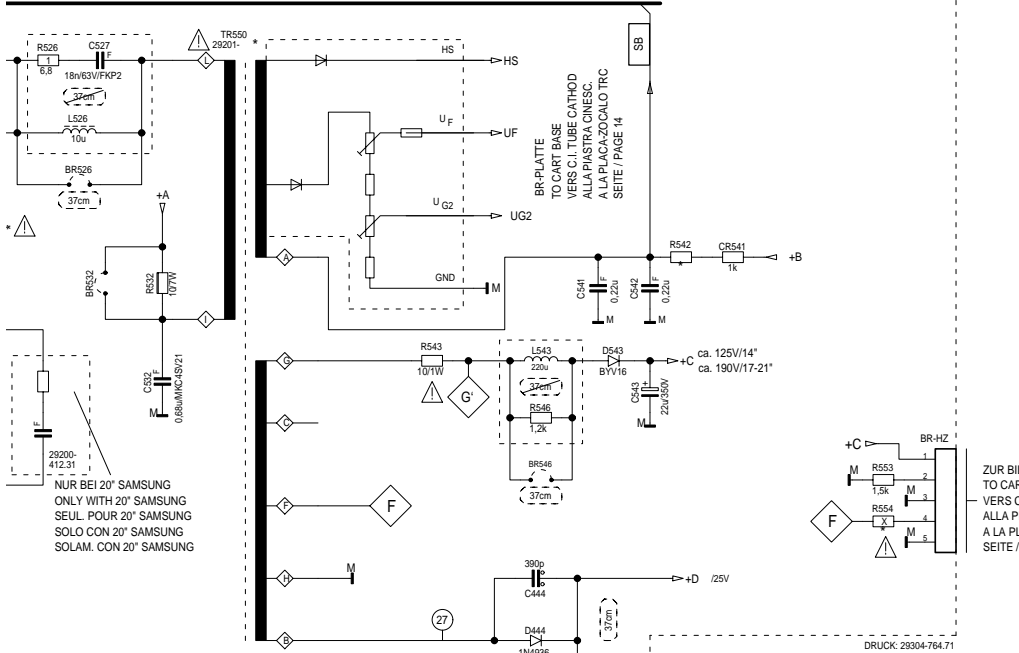 R526
1
6,8
C527
F
18n/63V/FKP2
37cm
L526
10u
BR526
37cm
*
+A
BR532
R532
10/7W
C532
F
0,68u/MKC4SV21
M
F
29200-
412.31
NUR BEI 20" SAMSUNG
ONLY WITH 20" SAMSUNG
SEUL. POUR 20" SAMSUNG
SOLO CON 20" SAMSUNG
SOLAM. CON 20" SAMSUNG
TR550
29201-
*
L
I
HS
HS
U F
UF
U G2
UG2
GND
M
A
SB
BR-PLATTE
TO CART BASE
VERS C.I. TUBE CATHOD
ALLA PIASTRA CINESC.
A LA PLACA-ZOCALO TRC
SEITE / PAGE 14
C541
F
0,22u
M
C542
F
0,22u
M
R542
*
CR541
1k
+B
G
R543
10/1W
G'
L543
220u
37cm
R546
1,2k
BR546
37cm
D543
BYV16
+C
ca. 125V/14"
ca. 190V/17-21"
C543
+
22u/350V
M
C
F
F
H
M
B
27
390p
C444
D444
1N4936
+D
/25V
37cm
+C
BR-HZ
1
M
R553
1,5k
2
M
3
F
R554
X
*
4
M
5
ZUR BI
TO CAR
VERS C
ALLA P
A LA PL
SEITE /
DRUCK: 29304-764.71